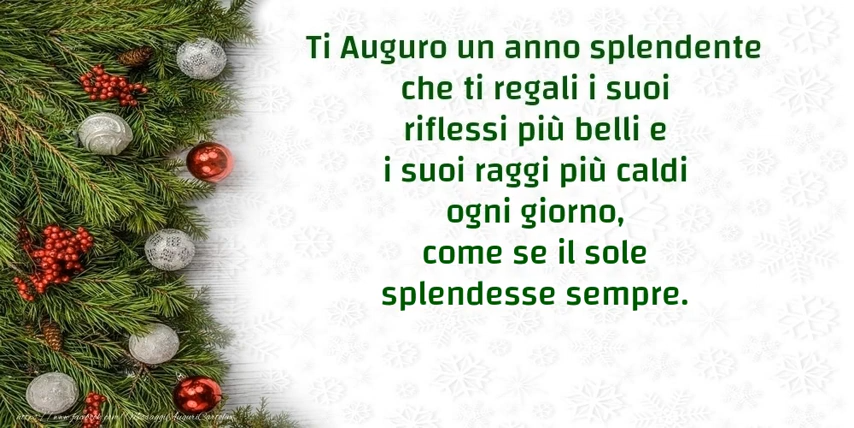 Ti Auguro un anno splendente
che ti regali i suoi
riflessi più belli e
i suoi raggi più caldi
ogni giorno,
come se il sole
splendesse sempre.